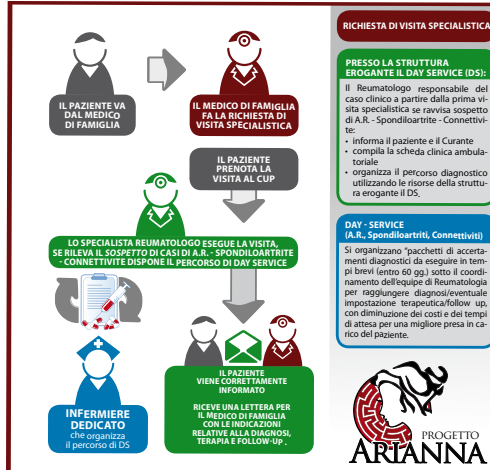 IL PAZIENTE VA
DAL MEDICO
DI FAMIGLIA
IL MEDICO DI FAMIGLIA
FA LA RICHIESTA DI
VISITA SPECIALISTICA
IL PAZIENTE
PRENOTA LA
VISITA AL CUP
LO SPECIALISTA REUMATOLOGO ESEGUE LA VISITA,
SE RILEVA IL SOSPETTO DI CASI DI A.R. - SPONDILOARTRITE
- CONNETTIVITE DISPONE IL PERCORSO DI DAY SERVICE
INFERMIERE
DEDICATO
che organizza
il percorso di DS
IL PAZIENTE
VIENE CORRETTAMENTE
INFORMATO
RICEVE UNA LETTERA PER
IL MEDICO DI FAMIGLIA
CON LE INDICAZIONI
RELATIVE ALLA DIAGNOSI,
TERAPIA E FOLLOW-Up.
RICHIESTA DI VISITA SPECIALISTICA
PRESSO LA STRUTTURA
EROGANTE IL DAY SERVICE (DS):
Il Reumatologo responsabile del
caso clinico a partire dalla prima vi-
sita specialistica se ravvisa sospetto
di A.R. - Spondiloartrite - Connettivi-
te:
• informa il paziente e il Curante
• compila la scheda clinica ambula-
toriale
• organizza il percorso diagnostico
utilizzando le risorse della struttu-
ra erogante il DS.
DAY - SERVICE
(A.R., Spondiloartriti, Connettiviti)
Si organizzano "pacchetti di accerta-
menti diagnostici da eseguire in tem-
pi brevi (entro 60 gg.) sotto il coordi-
namento dell'equipe di Reumatologia
per raggiungere diagnosi/eventuale
impostazione terapeutica/follow up,
con diminuzione dei costi e dei tempi
di attesa per una migliore presa in ca-
rico del paziente.
PROGETTO
ARIANNA